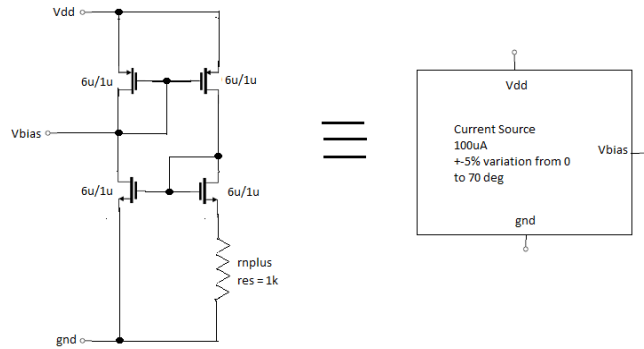 Vdd
6u/1u
6u/1u
Vbias
6u/1u
6u/1u
rnplus
res = 1k
gnd
Vdd
Current Source
100uA
+-5% variation from 0
to 70 deg
Vbias
gnd